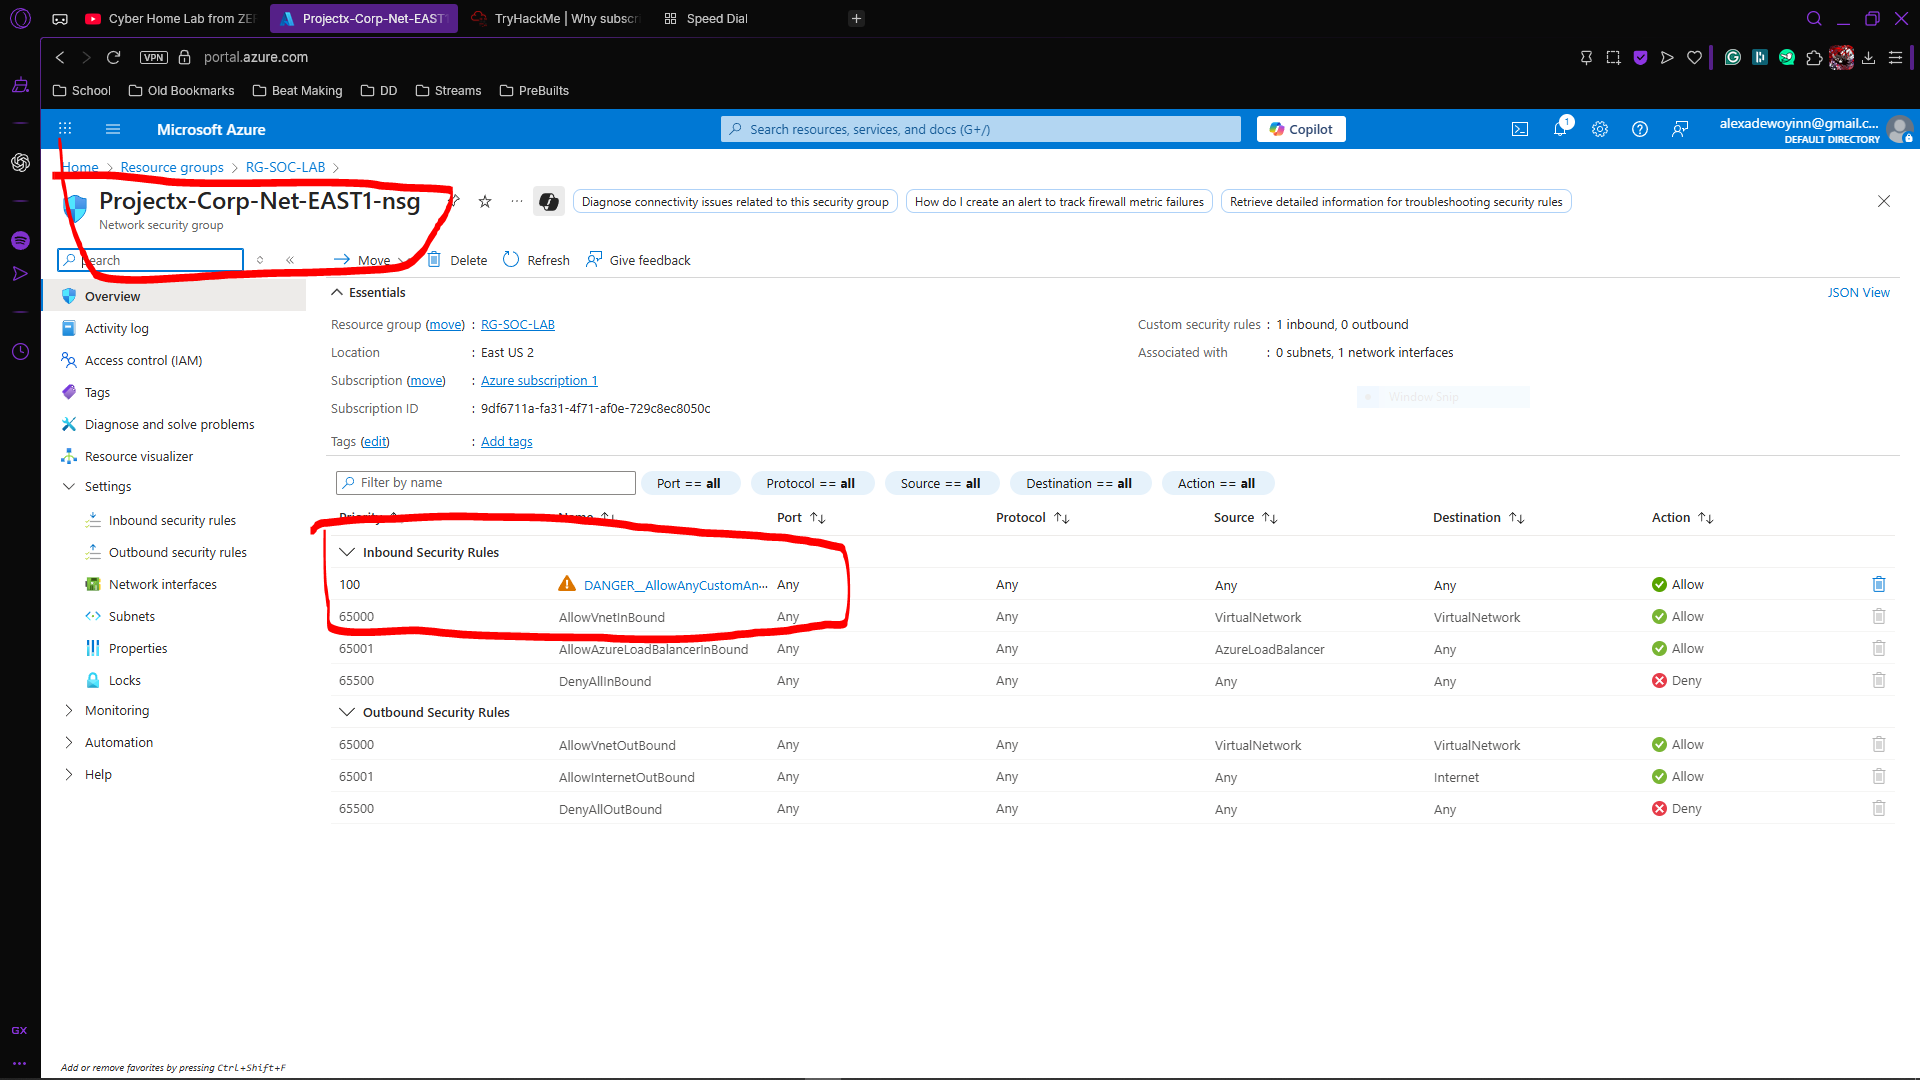 Cyber Home Lab from ZE
Projectx-Corp-Net-EAST1
TryHackMe | Why subscr
Speed Dial
VPN
portal.azure.com
School
Old Bookmarks
Beat Making
DD
Streams
PreBuilts
Microsoft Azure
Search resources, services, and docs (G+/)
Copilot
1
alexadewoyinn@gmail.c...
DEFAULT DIRECTORY
Home > Resource groups > RG-SOC-LAB >
Projectx-Corp-Net-EAST1-nsg
Network security group
Diagnose connectivity issues related to this security group
How do I create an alert to track firewall metric failures
Retrieve detailed information for troubleshooting security rules
Search
Move
Delete
Refresh
Give feedback
Overview
Activity log
Access control (IAM)
Tags
Diagnose and solve problems
Resource visualizer
Settings
Inbound security rules
Outbound security rules
Network interfaces
Subnets
Properties
Locks
Monitoring
Automation
Help
Essentials
JSON View
Resource group (move) : RG-SOC-LAB
Location : East US 2
Subscription (move) : Azure subscription 1
Subscription ID : 9df6711a-fa31-4f71-af0e-729c8ec8050c
Tags (edit) : Add tags
Custom security rules : 1 inbound, 0 outbound
Associated with : 0 subnets, 1 network interfaces
Window Snip
Filter by name
Port == all
Protocol == all
Source == all
Destination == all
Action == all
Priority Name Port Protocol Source Destination Action
Inbound Security Rules
100 DANGER__AllowAnyCustomAn... Any Any Any Any Allow
65000 AllowVnetInBound Any Any VirtualNetwork VirtualNetwork Allow
65001 AllowAzureLoadBalancerInBound Any Any AzureLoadBalancer Any Allow
65500 DenyAllInBound Any Any Any Any Deny
Outbound Security Rules
65000 AllowVnetOutBound Any Any VirtualNetwork VirtualNetwork Allow
65001 AllowInternetOutBound Any Any Any Internet Allow
65500 DenyAllOutBound Any Any Any Any Deny
GX
Add or remove favorites by pressing Ctrl+Shift+F